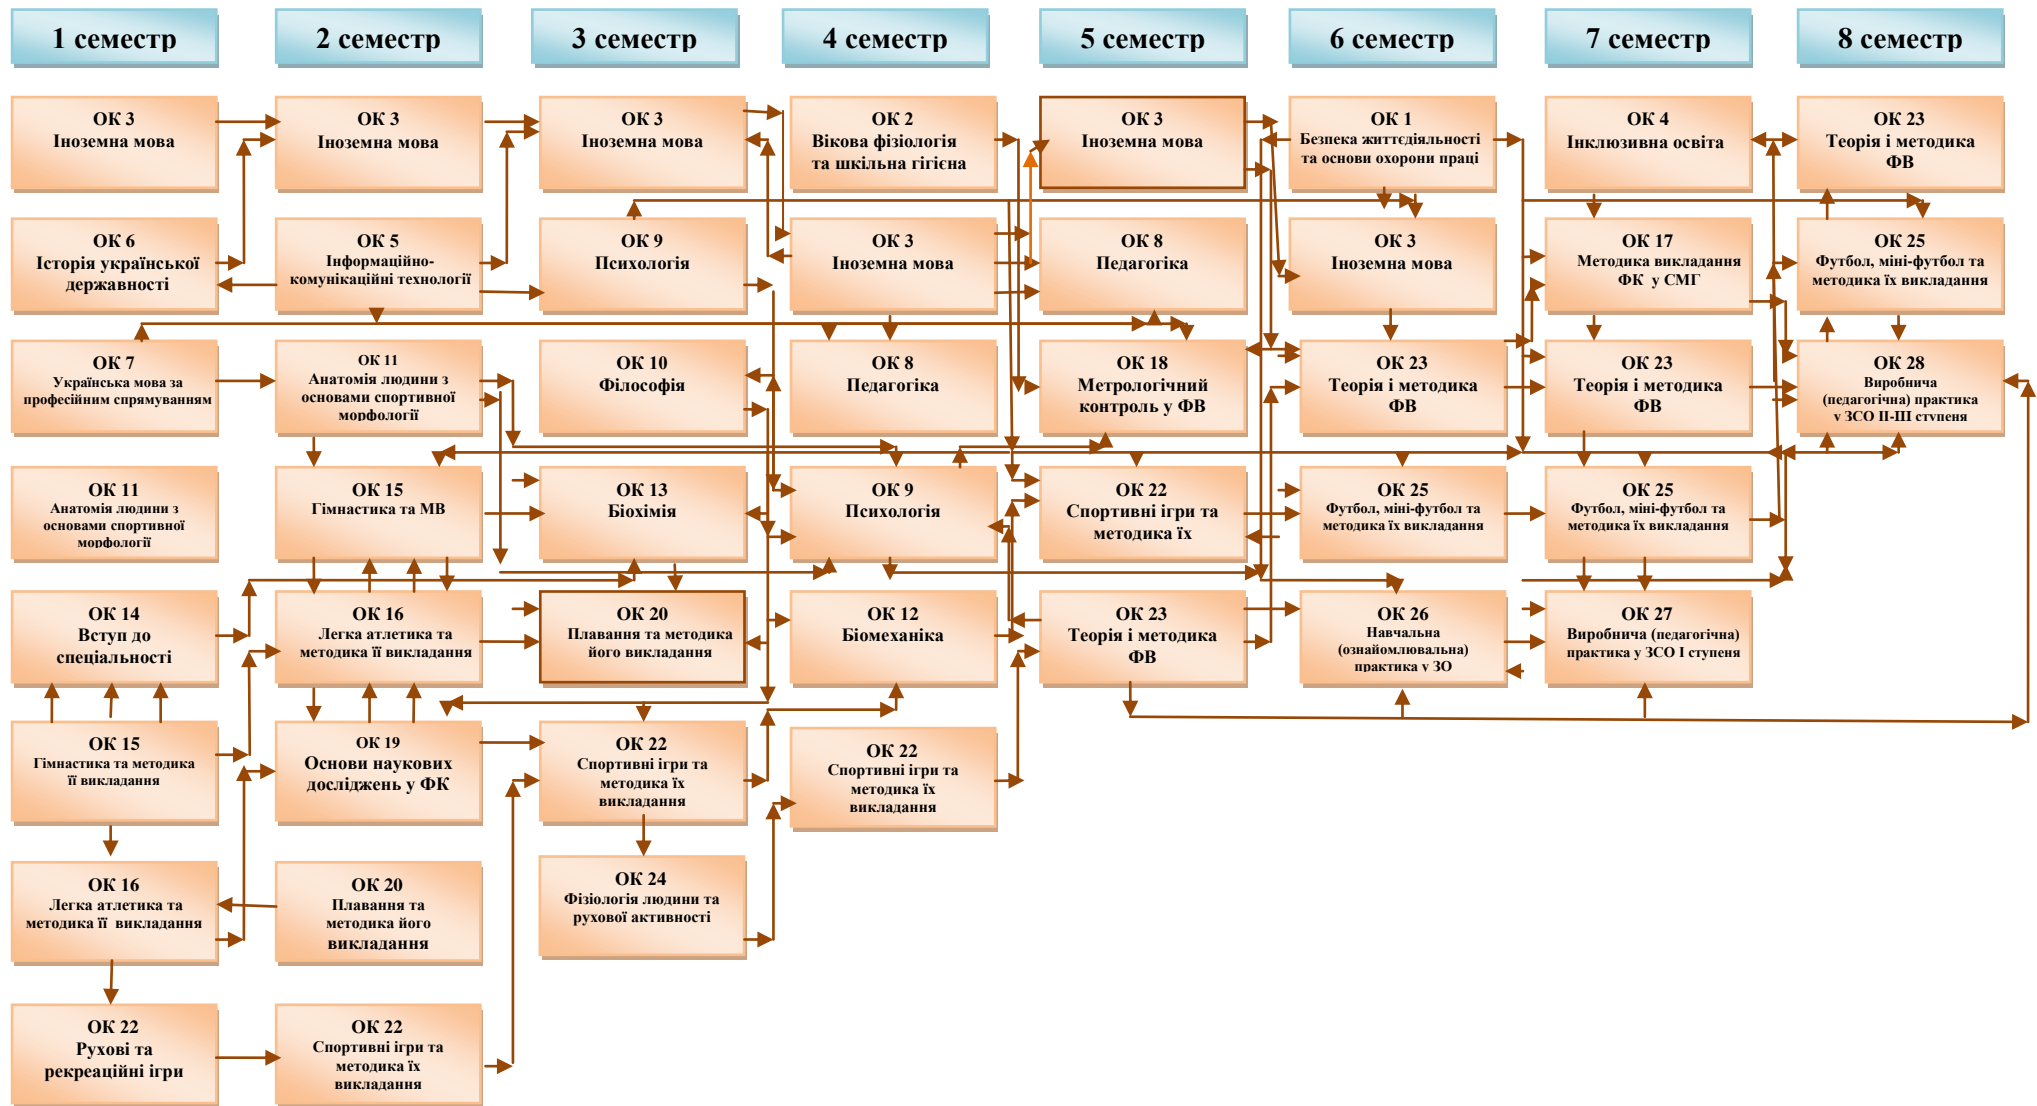 1 семестр
2 семестр
3 семестр
4 семестр
5 семестр
6 семестр
7 семестр
8 семестр
ОК 3
Іноземна мова
ОК 6
Історія української
державності
ОК 7
Українська мова за
професійним спрямуванням
ОК 11
Анатомія людини з
основами спортивної
морфології
ОК 14
Вступ до
спеціальності
ОК 15
Гімнастика та методика
її викладання
ОК 16
Легка атлетика та
методика її викладання
ОК 22
Рухові та
рекреаційні ігри
ОК 3
Іноземна мова
ОК 5
Інформаційно-
комунікаційні технології
ОК 11
Анатомія людини з
основами спортивної
морфології
ОК 15
Гімнастика та МВ
ОК 16
Легка атлетика та
методика її викладання
ОК 19
Основи наукових
досліджень у ФК
ОК 20
Плавання та
методика його
викладання
ОК 22
Спортивні ігри та
методика їх
викладання
ОК 3
Іноземна мова
ОК 9
Психологія
ОК 10
Філософія
ОК 13
Біохімія
ОК 20
Плавання та методика
його викладання
ОК 22
Спортивні ігри та
методика їх
викладання
ОК 24
Фізіологія людини та
рухової активності
ОК 2
Вікова фізіологія
та шкільна гігієна
ОК 3
Іноземна мова
ОК 8
Педагогіка
ОК 9
Психологія
ОК 12
Біомеханіка
ОК 22
Спортивні ігри та
методика їх
викладання
ОК 3
Іноземна мова
ОК 8
Педагогіка
ОК 18
Метрологічний
контроль у ФВ
ОК 22
Спортивні ігри та
методика їх
ОК 23
Теорія і методика
ФВ
ОК 1
Безпека життєдіяльності
та основи охорони праці
ОК 3
Іноземна мова
ОК 23
Теорія і методика
ФВ
ОК 25
Футбол, міні-футбол та
методика їх викладання
ОК 26
Навчальна
(ознайомлювальна)
практика у ЗО
ОК 4
Інклюзивна освіта
ОК 17
Методика викладання
ФК у СМГ
ОК 23
Теорія і методика
ФВ
ОК 25
Футбол, міні-футбол та
методика їх викладання
ОК 27
Виробнича (педагогічна)
практика у ЗСО І ступеня
ОК 23
Теорія і методика
ФВ
ОК 25
Футбол, міні-футбол та
методика їх викладання
ОК 28
Виробнича
(педагогічна) практика
у ЗСО ІІ-ІІІ ступеня